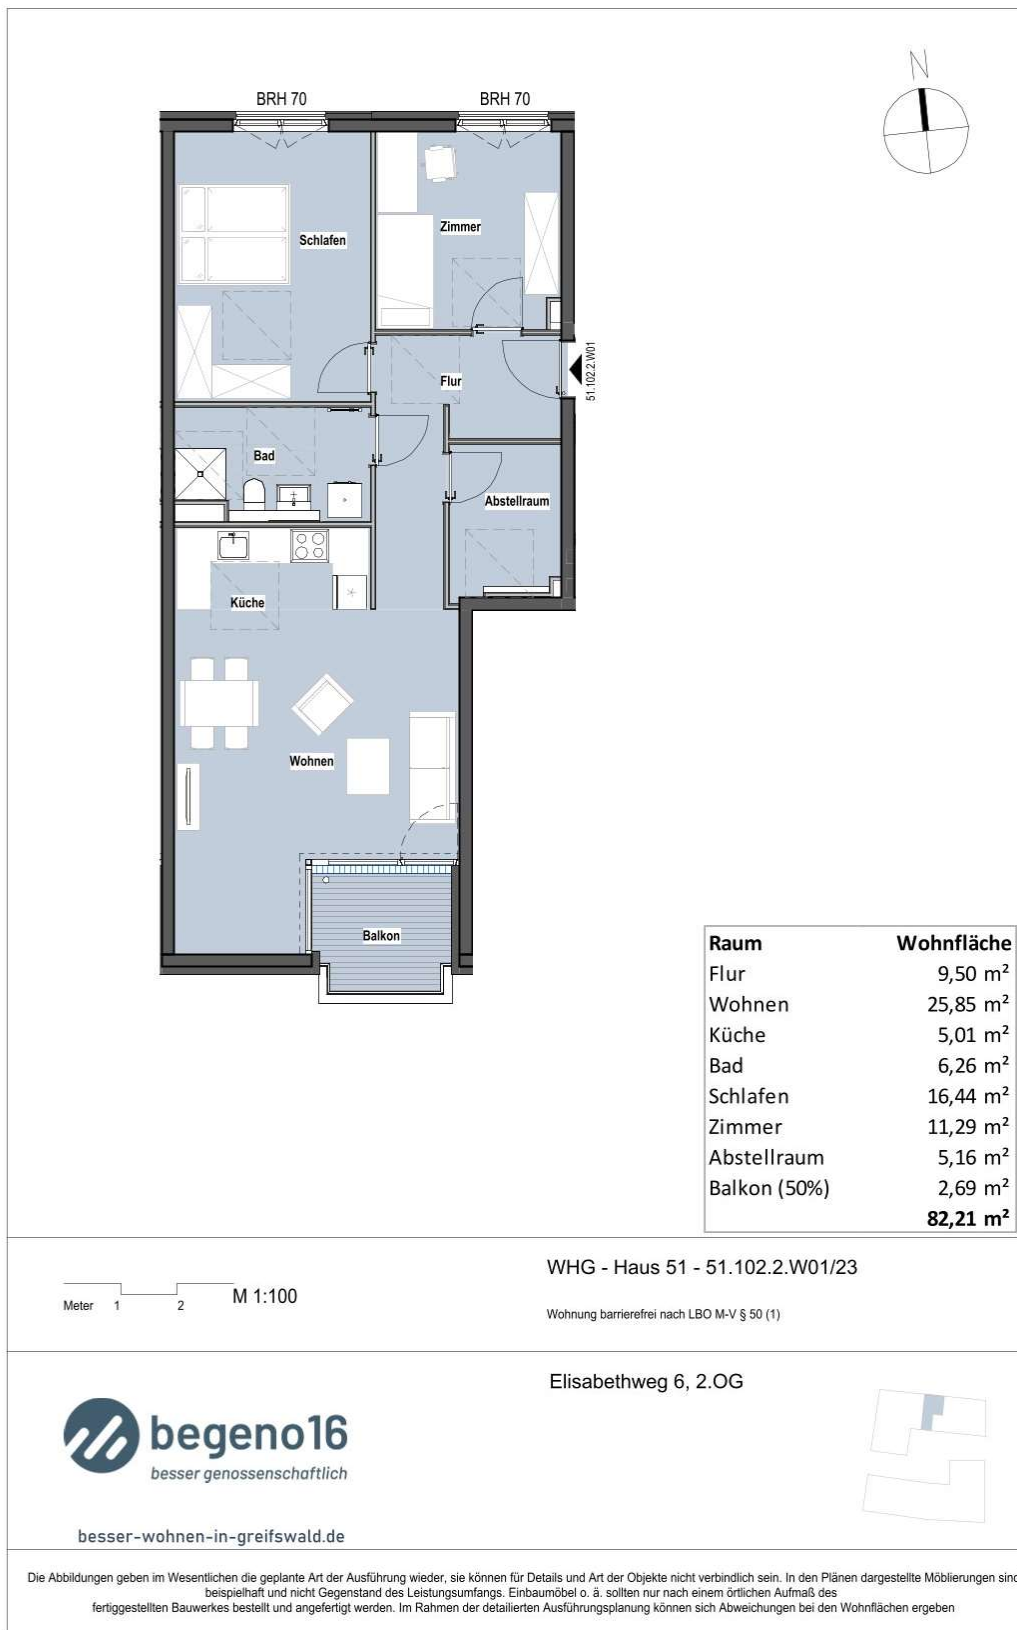 N
BRH 70
BRH 70
Zimmer
Schlafen
51.102.2.W01
Flur
Bad
Abstellraum
Küche
Wohnen
Balkon
Raum Wohnfläche
Flur 9,50 m²
Wohnen 25,85 m²
Küche 5,01 m²
Bad 6,26 m²
Schlafen 16,44 m²
Zimmer 11,29 m²
Abstellraum 5,16 m²
Balkon (50%) 2,69 m²
82,21 m²
WHG - Haus 51 - 51.102.2.W01/23
Meter 1 2 M 1:100
Wohnung barrierefrei nach LBO M-V § 50 (1)
Elisabethweg 6, 2.OG
begeno16
besser genossenschaftlich
besser-wohnen-in-greifswald.de
Die Abbildungen geben im Wesentlichen die geplante Art der Ausführung wieder, sie können für Details und Art der Objekte nicht verbindlich sein. In den Plänen dargestellte Möblierungen sind
beispielhaft und nicht Gegenstand des Leistungsumfangs. Einbaumöbel o. ä. sollten nur nach einem örtlichen Aufmaß des
fertiggestellten Bauwerkes bestellt und angefertigt werden. Im Rahmen der detailierten Ausführungsplanung können sich Abweichungen bei den Wohnflächen ergeben